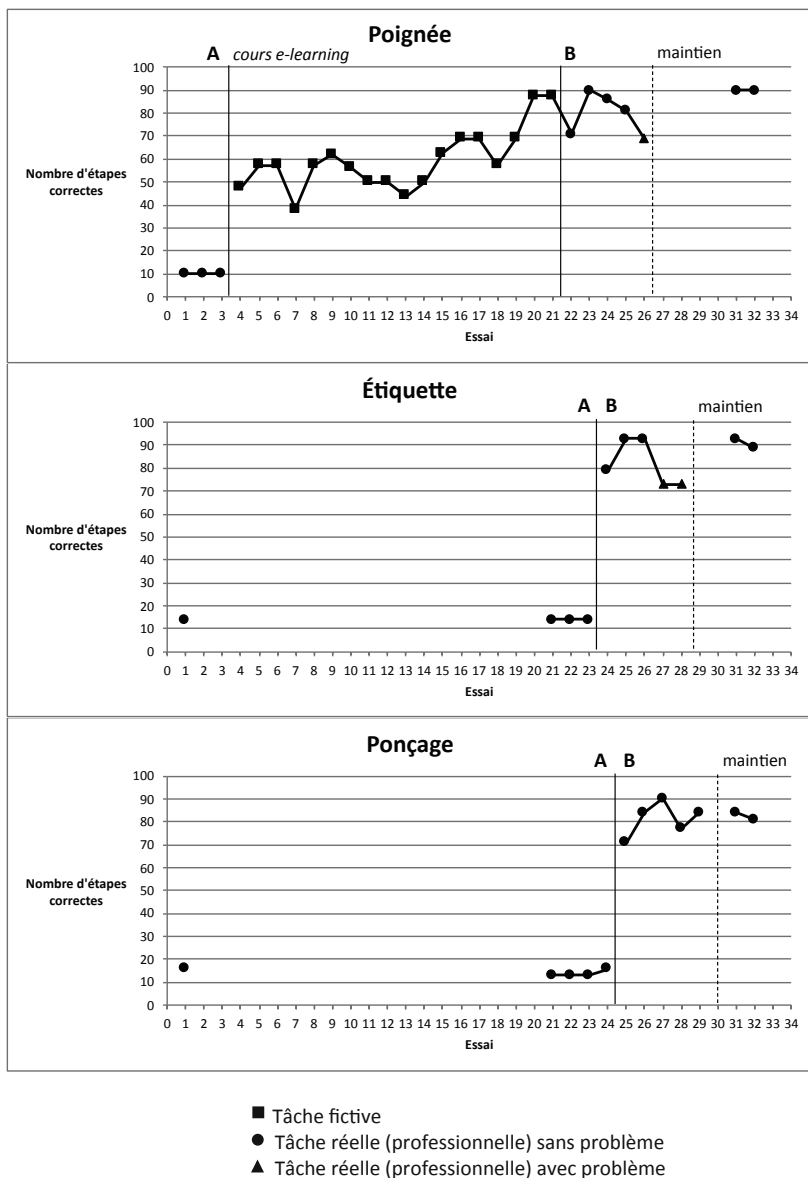 Poignée
A cours e-learning B maintien
100
90
80
70
60
50
40
30
20
10
0
Nombre d'étapes
correctes
0 1 2 3 4 5 6 7 8 9 10 11 12 13 14 15 16 17 18 19 20 21 22 23 24 25 26 27 28 29 30 31 32 33 34
Essai
Étiquette
A B maintien
100
90
80
70
60
50
40
30
20
10
0
Nombre d'étapes
correctes
0 1 2 3 4 5 6 7 8 9 10 11 12 13 14 15 16 17 18 19 20 21 22 23 24 25 26 27 28 29 30 31 32 33 34
Essai
Ponçage
A B maintien
100
90
80
70
60
50
40
30
20
10
0
Nombre d'étapes
correctes
0 1 2 3 4 5 6 7 8 9 10 11 12 13 14 15 16 17 18 19 20 21 22 23 24 25 26 27 28 29 30 31 32 33 34
Essai
Tâche fictive
Tâche réelle (professionnelle) sans problème
Tâche réelle (professionnelle) avec problème